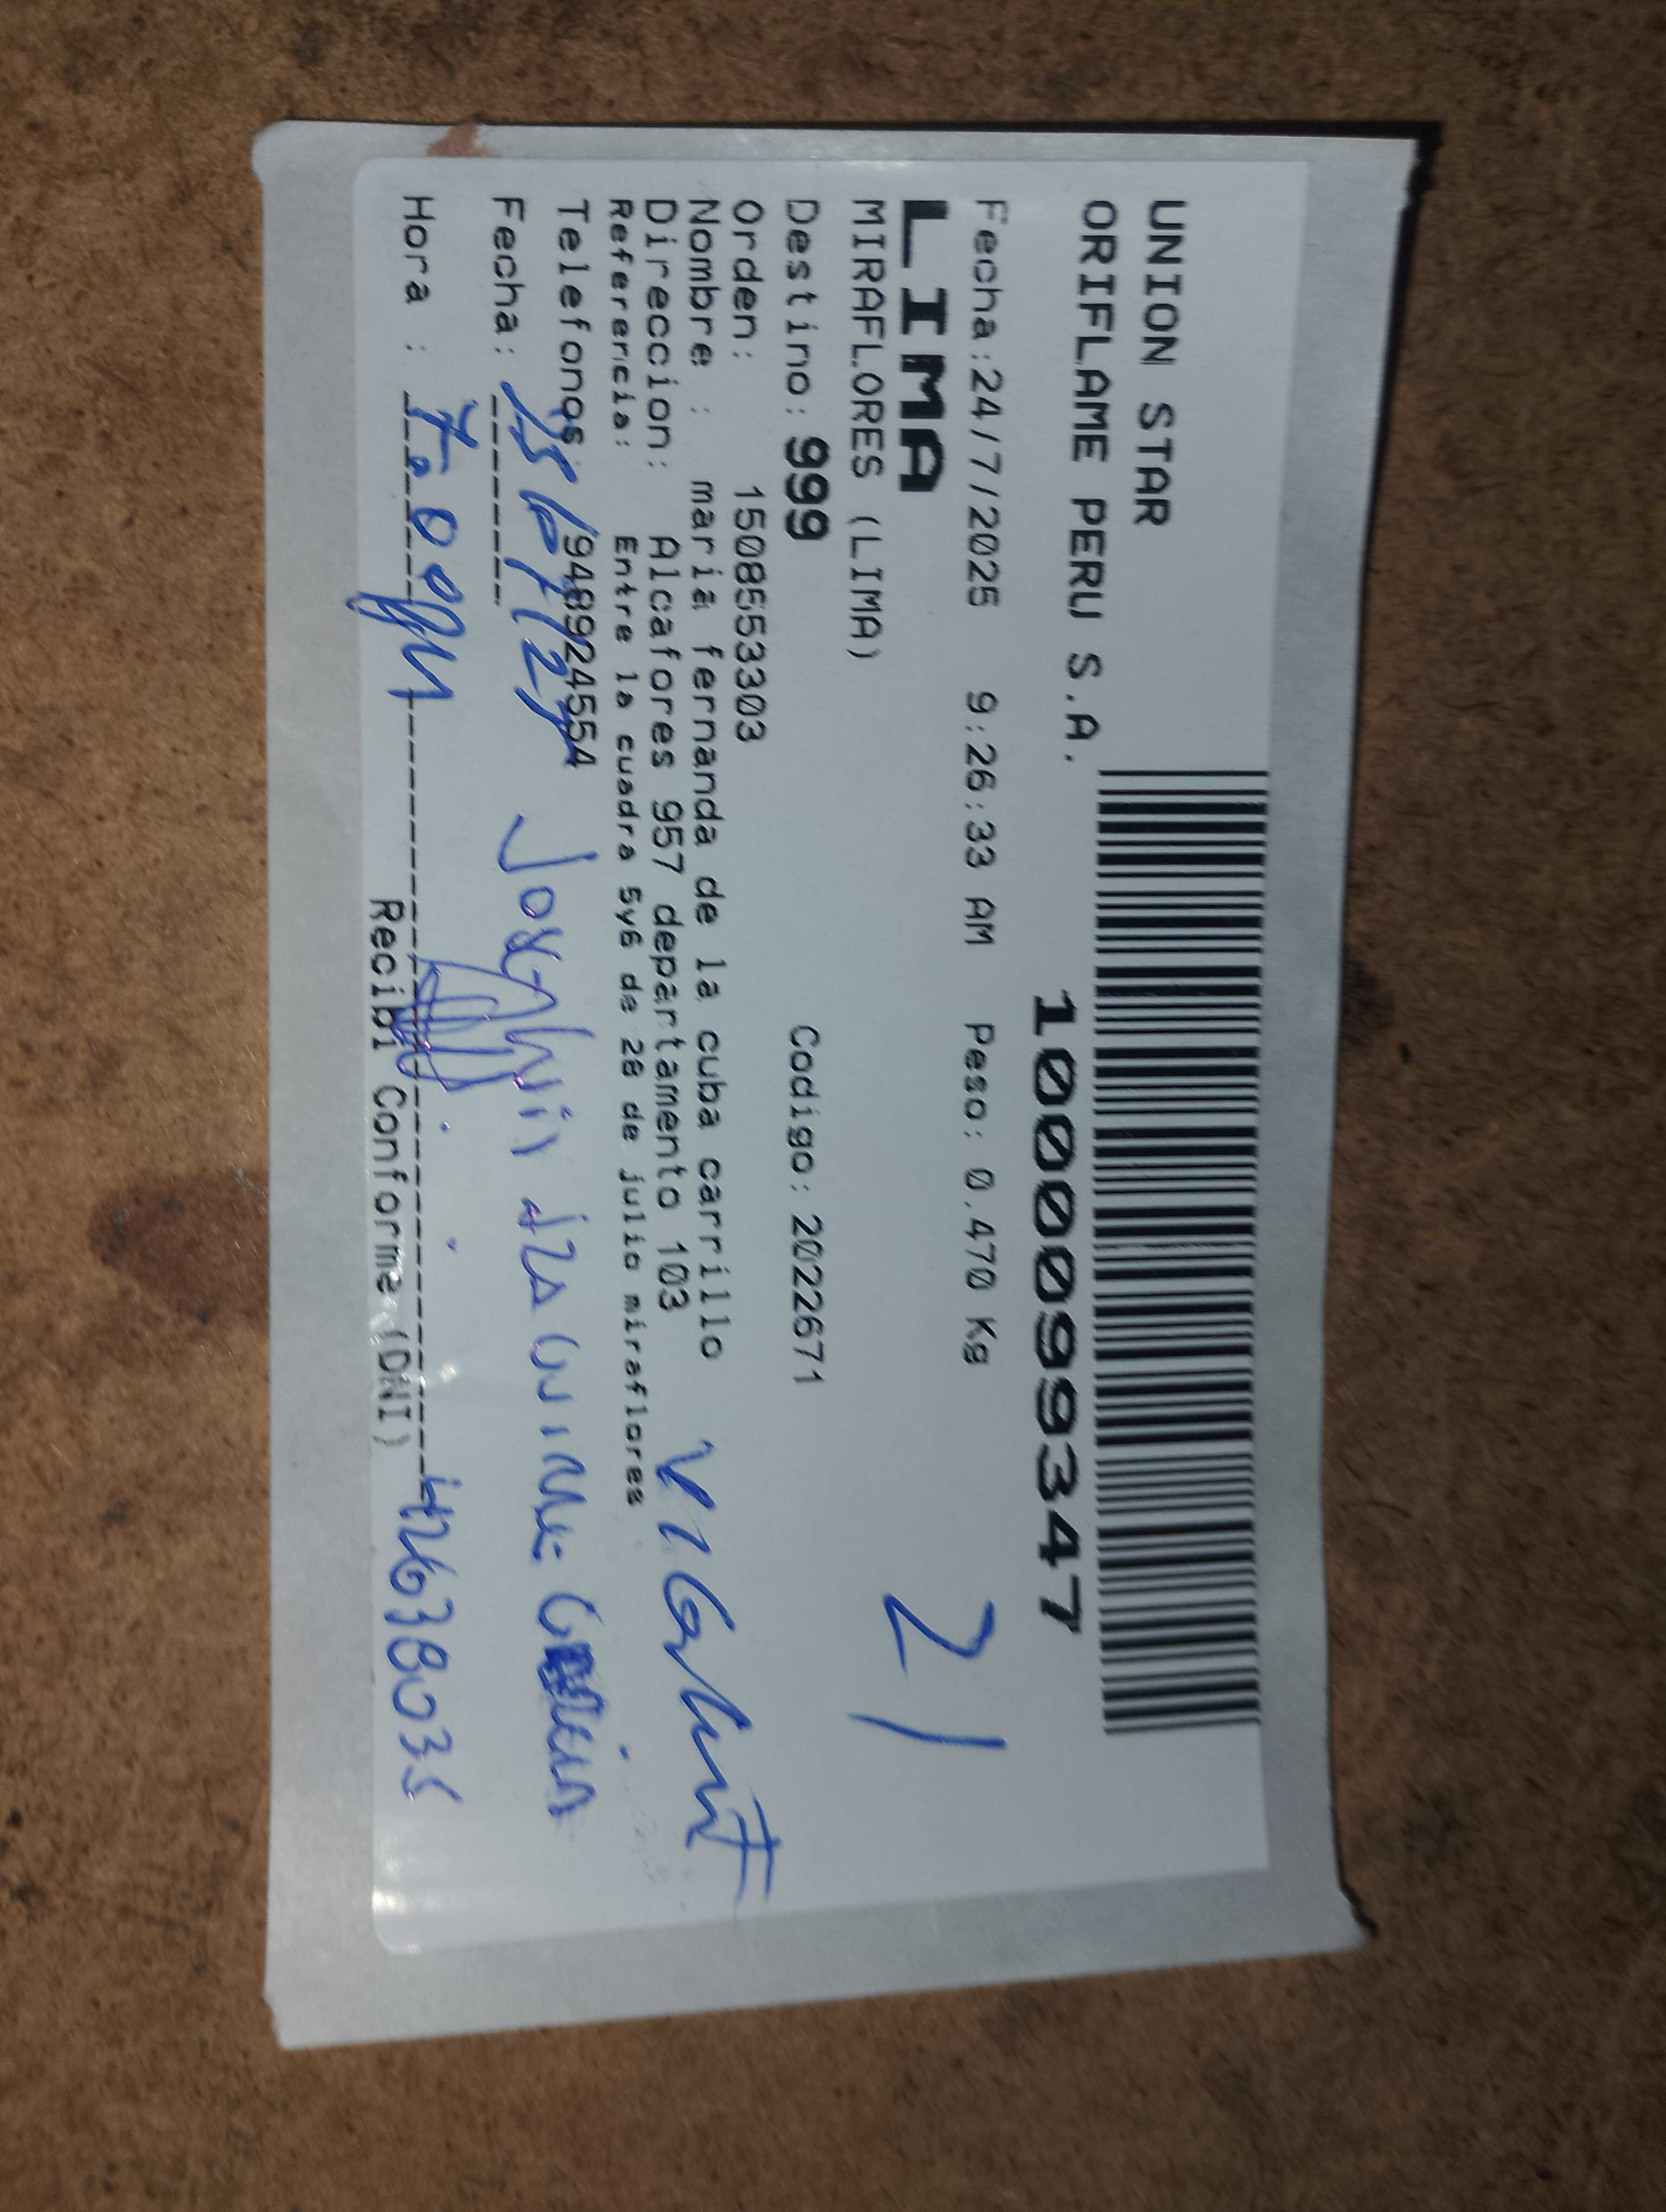 UNION STAR
ORIFLAME PERU S.A.
10000099347
Fecha:24/7/2025 9:26:33 AM Peso: 0.470 Kg
LIMA
21
MIRAFLORES (LIMA)
Destino: 999 Codigo: 2022671
Orden: 1508553303
Nombre : maria fernanda de la cuba carrillo
Direccion: Alcafores 957 departamento 103
Referencia: Entre la cuadra 5y6 de 28 de julio miraflores
Telefonos: 948924554
Fecha:
Hora :
Recibi Conforme (DNI)